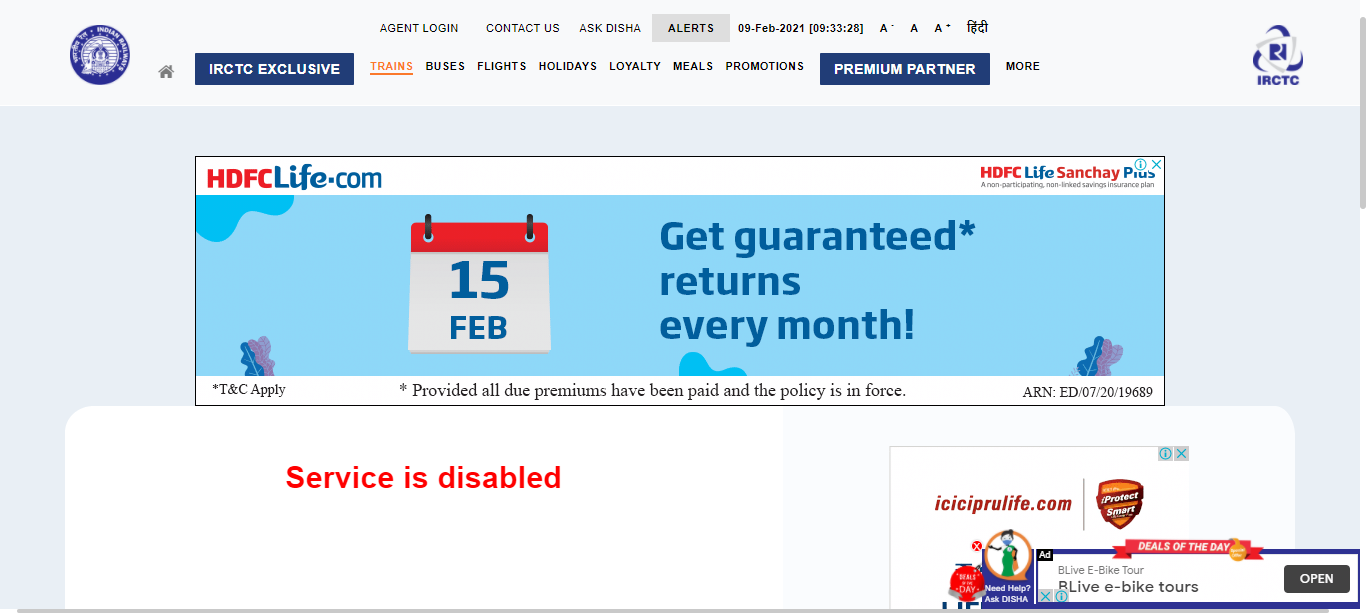 AGENT LOGIN CONTACT US ASK DISHA ALERTS 09-Feb-2021 [09:33:28] A - A A + हिंदी
IRCTC EXCLUSIVE TRAINS BUSES FLIGHTS HOLIDAYS LOYALTY MEALS PROMOTIONS PREMIUM PARTNER MORE
INDIAN RAILWAYS
IRCTC
HDFCLife.com
HDFC Life Sanchay Plus
A non-participating, non-linked savings insurance plan
15
FEB
Get guaranteed*
returns
every month!
*T&C Apply
* Provided all due premiums have been paid and the policy is in force.
ARN: ED/07/20/19689
Service is disabled
iciciprulife.com
iProtect
Smart
DEALS
OF THE
DAY
Need Help?
Ask DISHA
Ad
DEALS OF THE DAY
BLive E-Bike Tour
BLive e-bike tours
OPEN